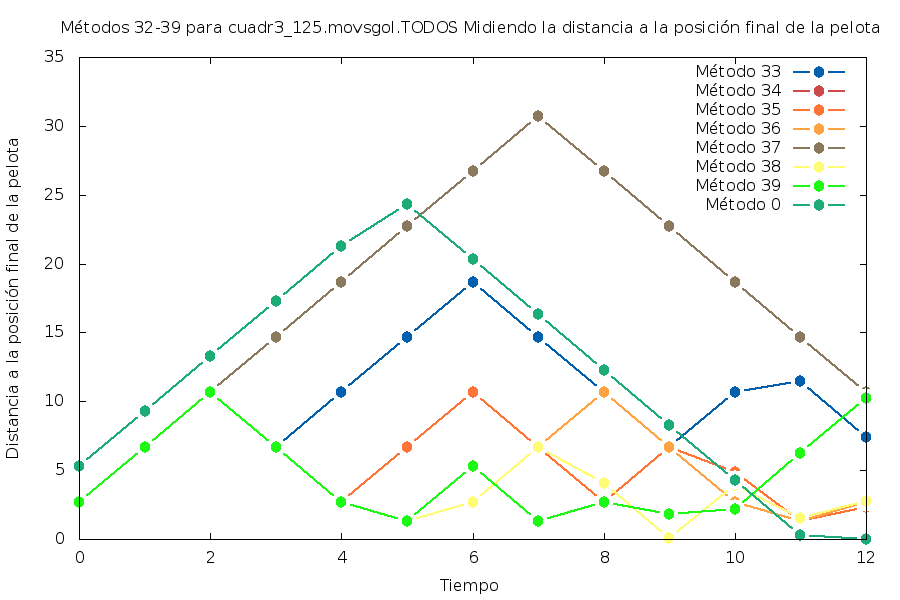 Métodos 32-39 para cuadr3_125.movsgol.TODOS Midiendo la distancia a la posición final de la pelota
35
30
25
20
15
10
5
0
Distancia a la posición final de la pelota
Método 33
Método 34
Método 35
Método 36
Método 37
Método 38
Método 39
Método 0
0 2 4 6 8 10 12
Tiempo